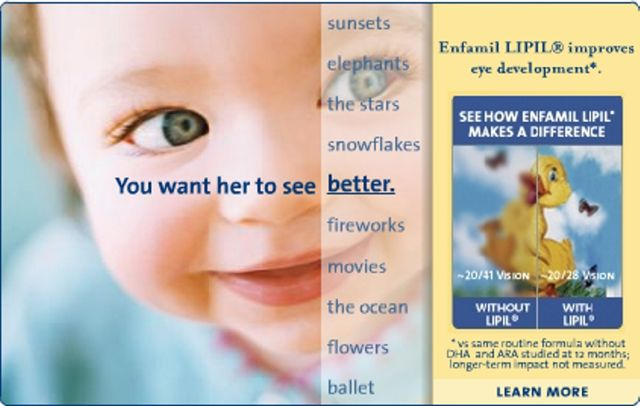 sunsets
elephants
the stars
snowflakes
You want her to see better.
fireworks
movies
the ocean
flowers
ballet
Enfamil LIPIL® improves
eye development*.
SEE HOW ENFAMIL LIPIL®
MAKES A DIFFERENCE
~20/41 VISION ~20/28 VISION
WITHOUT
LIPIL®
WITH
LIPIL®
* vs same routine formula without
DHA and ARA studied at 12 months;
longer-term impact not measured.
LEARN MORE